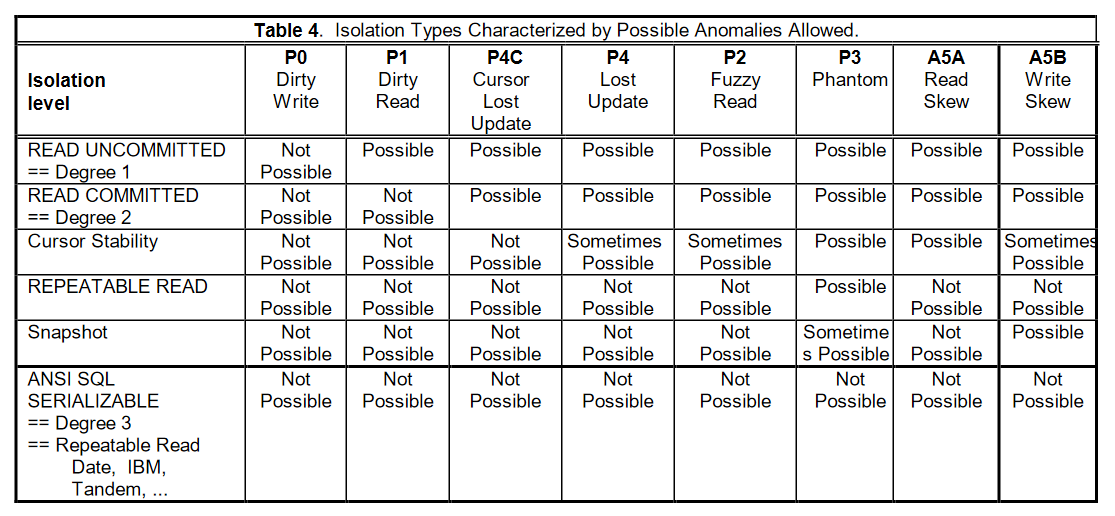 Table 4. Isolation Types Characterized by Possible Anomalies Allowed.
Isolation level P0 Dirty Write P1 Dirty Read P4C Cursor Lost Update P4 Lost Update P2 Fuzzy Read P3 Phantom A5A Read Skew A5B Write Skew
READ UNCOMMITTED == Degree 1 Not Possible Possible Possible Possible Possible Possible Possible Possible
READ COMMITTED == Degree 2 Not Possible Not Possible Possible Possible Possible Possible Possible Possible
Cursor Stability Not Possible Not Possible Not Possible Sometimes Possible Sometimes Possible Possible Possible Sometimes Possible
REPEATABLE READ Not Possible Not Possible Not Possible Not Possible Not Possible Possible Not Possible Not Possible
Snapshot Not Possible Not Possible Not Possible Not Possible Not Possible Sometime s Possible Not Possible Possible
ANSI SQL SERIALIZABLE == Degree 3 == Repeatable Read Date, IBM, Tandem, ... Not Possible Not Possible Not Possible Not Possible Not Possible Not Possible Not Possible Not Possible